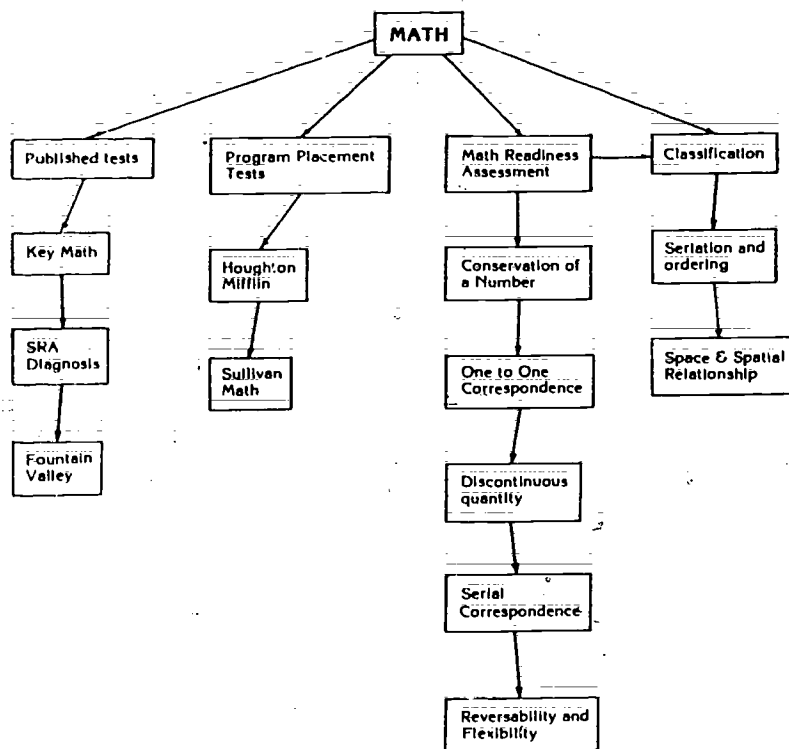 MATH
Published tests
Program Placement
Tests
Math Readiness
Assessment
Classification
Key Math
Houghton
Mifflin
Conservation of
a Number
Seriation and
ordering
SRA
Diagnosis
Sullivan
Math
One to One
Correspondence
Space & Spatial
Relationship
Fountain
Valley
Discontinuous
quantity
Serial
Correspondence
Reversability and
Flexibility